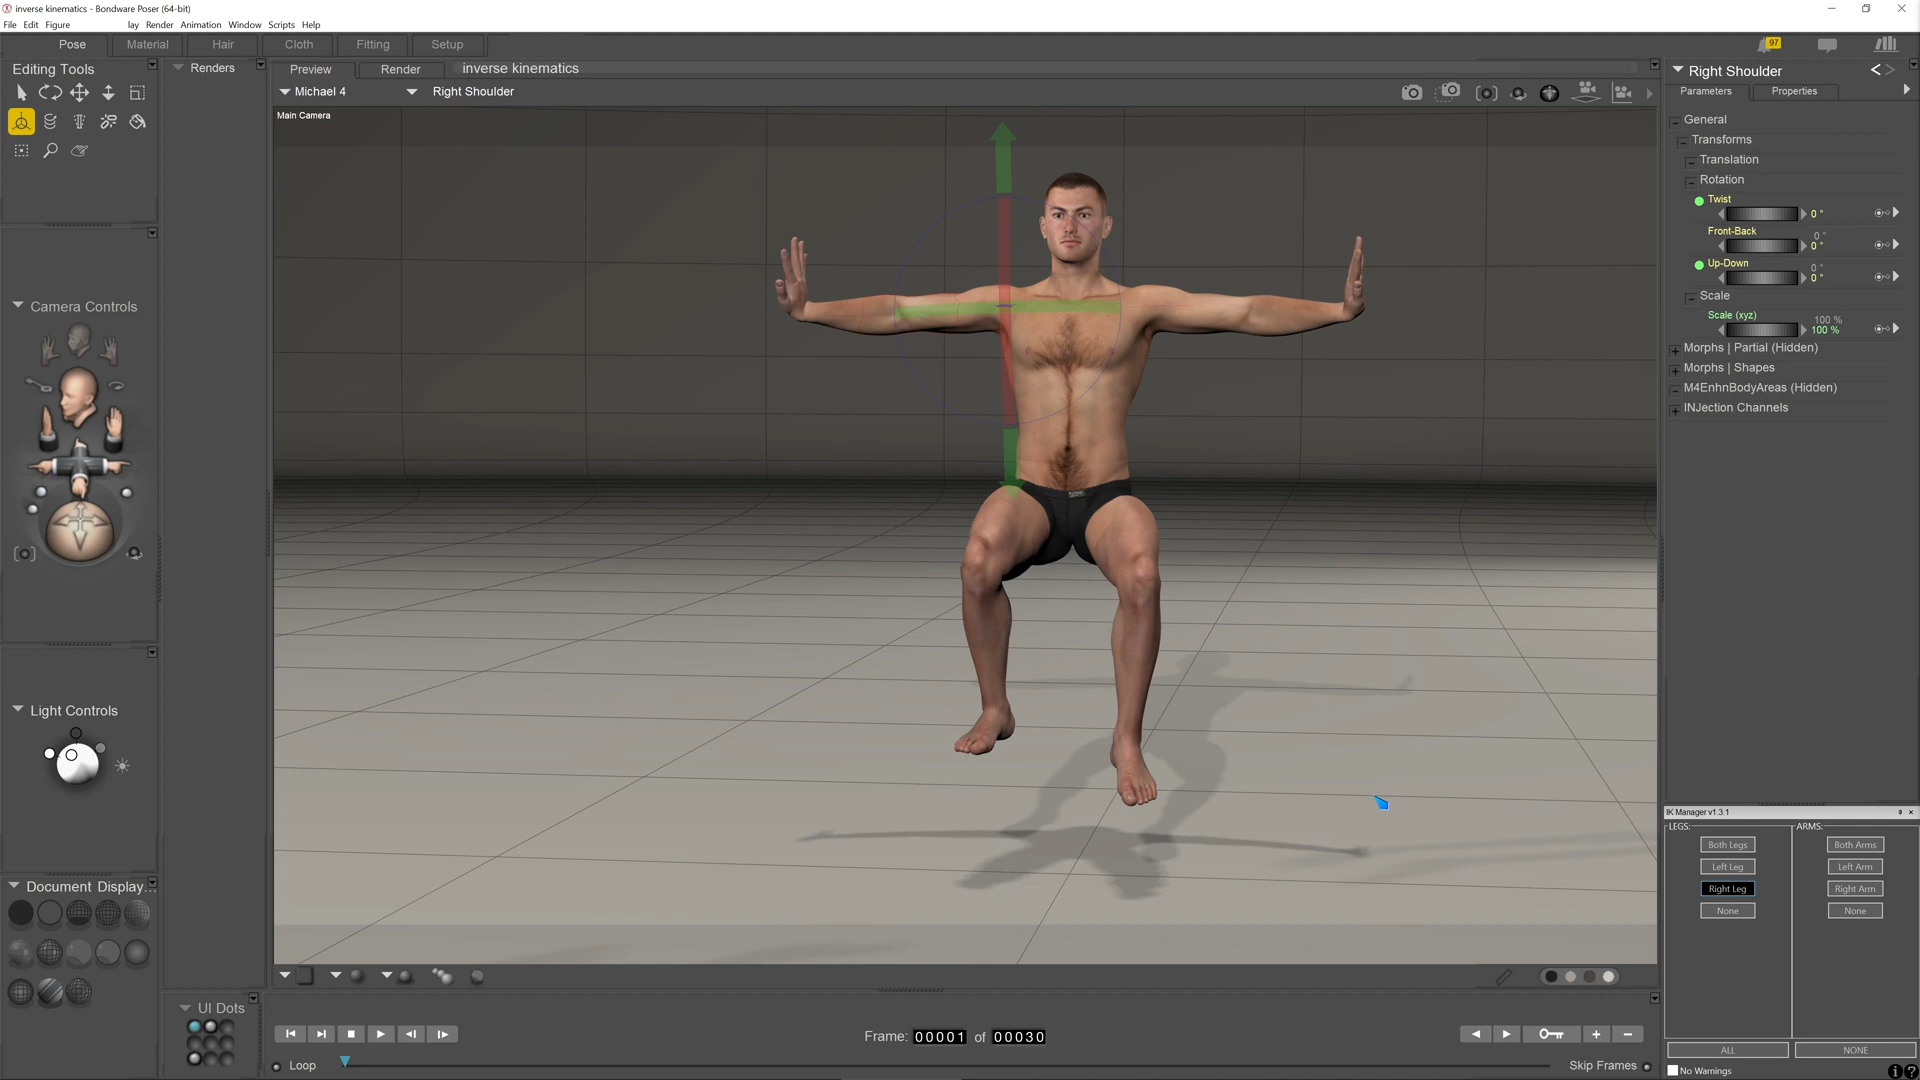 inverse kinematics - Bondware Poser (64-bit)
File Edit Figure lay Render Animation Window Scripts Help
Pose Material Hair Cloth Fitting Setup
97
Editing Tools
Renders
Preview Render inverse kinematics
Michael 4 Right Shoulder
Main Camera
Camera Controls
Light Controls
Document Display...
UI Dots
Frame: 00001 of 00030
Loop
Skip Frames
Right Shoulder
Parameters Properties
General
Transforms
Translation
Rotation
Twist
0 °
Front-Back
0 °
0 °
Up-Down
0 °
0 °
Scale
Scale (xyz)
100 %
100 %
Morphs | Partial (Hidden)
Morphs | Shapes
M4EnhnBodyAreas (Hidden)
INJection Channels
IK Manager v1.3.1
LEGS: ARMS:
Both Legs Both Arms
Left Leg Left Arm
Right Leg Right Arm
None None
ALL NONE
No Warnings